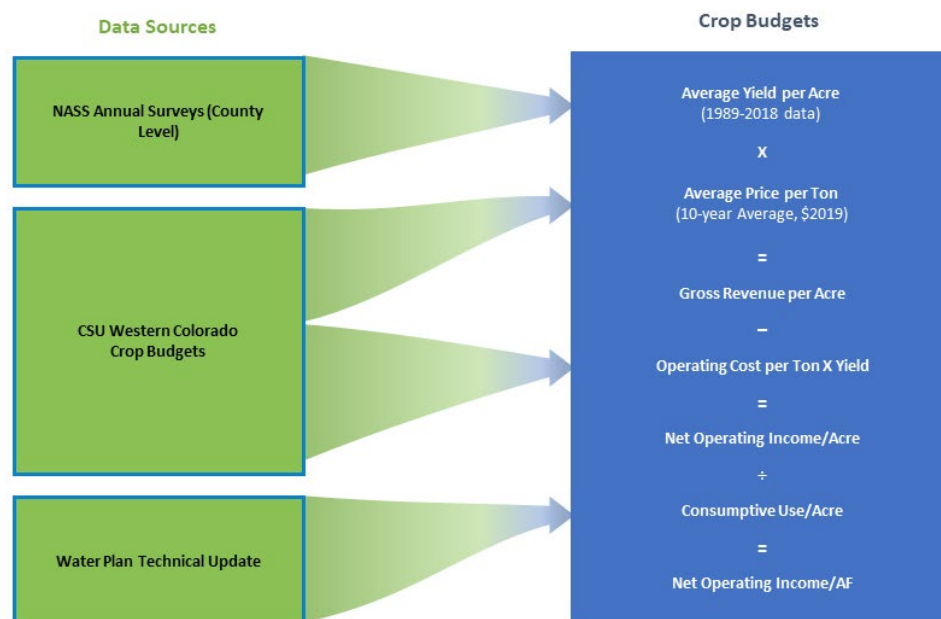 Data Sources
Crop Budgets
NASS Annual Surveys (County
Level)
CSU Western Colorado
Crop Budgets
Water Plan Technical Update
Average Yield per Acre
(1989-2018 data)
X
Average Price per Ton
(10-year Average, $2019)
=
Gross Revenue per Acre
–
Operating Cost per Ton X Yield
=
Net Operating Income/Acre
÷
Consumptive Use/Acre
=
Net Operating Income/AF